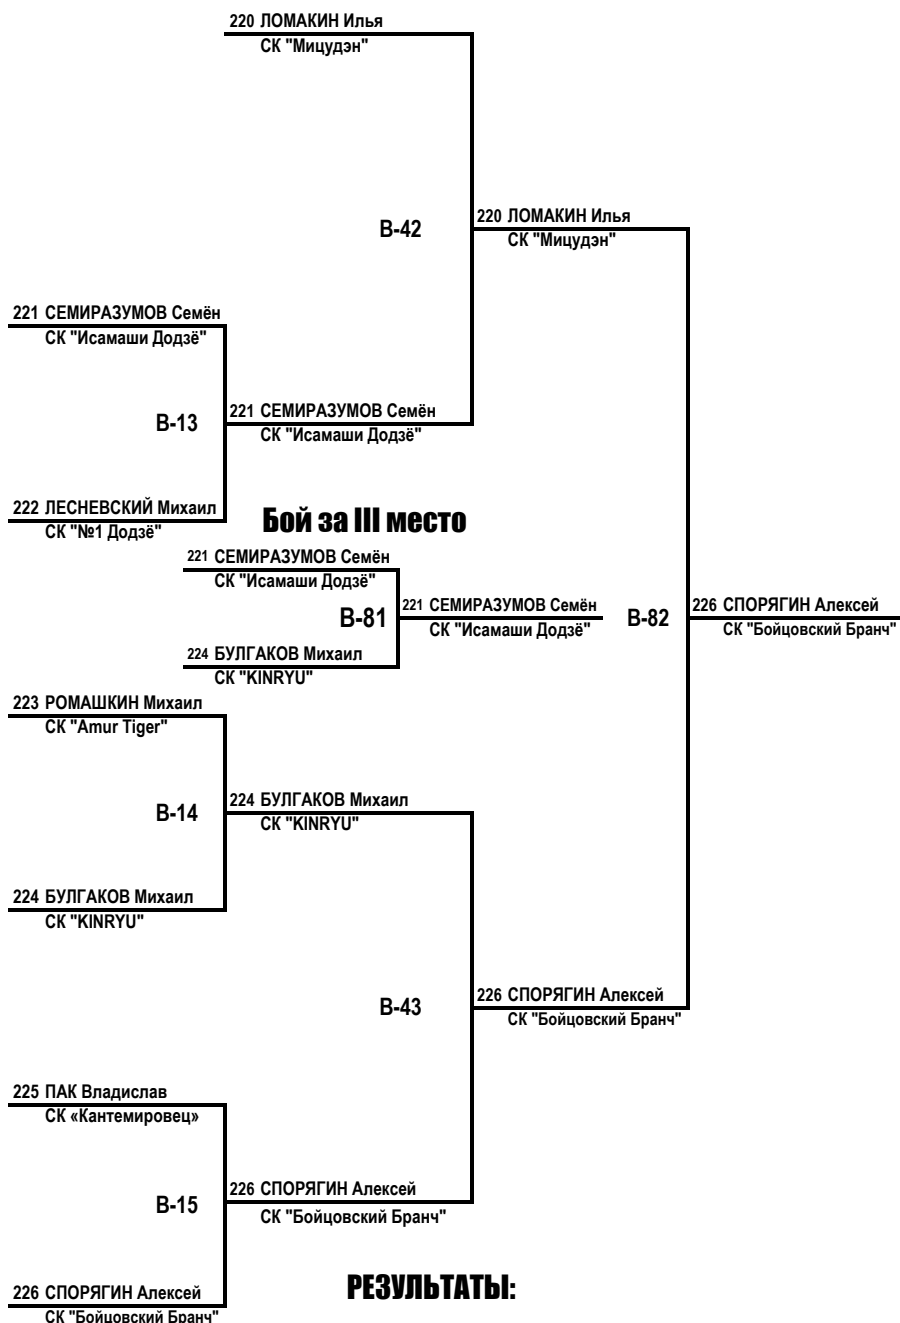 220 ЛОМАКИН Илья
СК "Мицудэн"
В-42
220 ЛОМАКИН Илья
СК "Мицудэн"
221 СЕМИРАЗУМОВ Семён
СК "Исамаши Додзё"
В-13
221 СЕМИРАЗУМОВ Семён
СК "Исамаши Додзё"
222 ЛЕСНЕВСКИЙ Михаил
СК "№1 Додзё"
Бой за III место
221 СЕМИРАЗУМОВ Семён
СК "Исамаши Додзё"
В-81
221 СЕМИРАЗУМОВ Семён
СК "Исамаши Додзё"
В-82
226 СПОРЯГИН Алексей
СК "Бойцовский Бранч"
224 БУЛГАКОВ Михаил
СК "KINRYU"
223 РОМАШКИН Михаил
СК "Amur Tiger"
В-14
224 БУЛГАКОВ Михаил
СК "KINRYU"
224 БУЛГАКОВ Михаил
СК "KINRYU"
В-43
226 СПОРЯГИН Алексей
СК "Бойцовский Бранч"
225 ПАК Владислав
СК «Кантемировец»
В-15
226 СПОРЯГИН Алексей
СК "Бойцовский Бранч"
226 СПОРЯГИН Алексей
СК "Бойцовский Бранч"
РЕЗУЛЬТАТЫ: